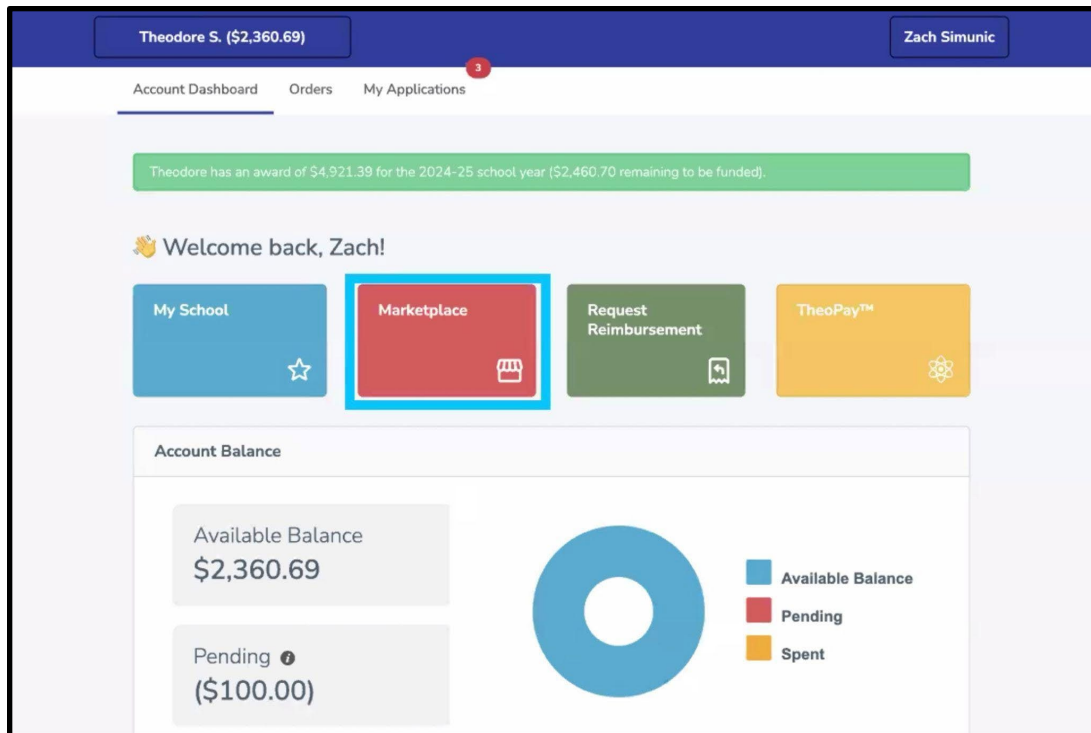 Theodore S. ($2,360.69)
Zach Simunic
3
Account Dashboard
Orders
My Applications
Theodore has an award of $4,921.39 for the 2024-25 school year ($2,460.70 remaining to be funded).
👋 Welcome back, Zach!
My School
Marketplace
Request
Reimbursement
TheoPay™
Account Balance
Available Balance
$2,360.69
Pending
($100.00)
Available Balance
Pending
Spent